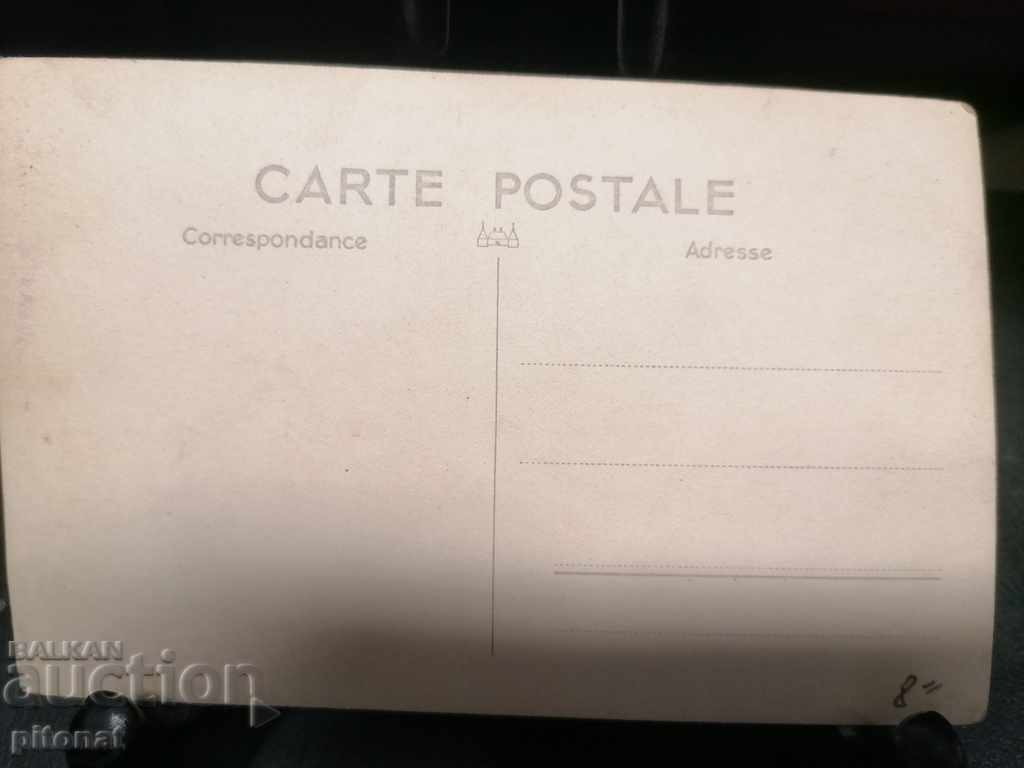 CARTE POSTALE
Correspondance
Adresse
8"
BALKAN
auction
pitonat